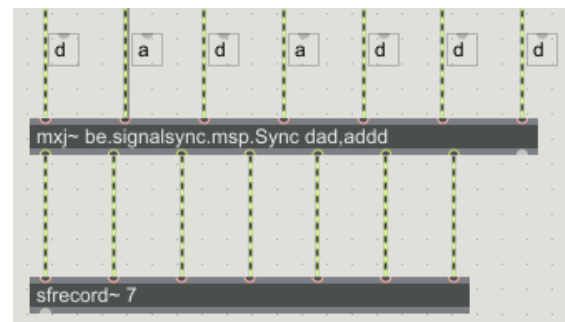 d a d a d d d
mxj~ be.signalsync.msp.Sync dad,addd
sfrecord~ 7